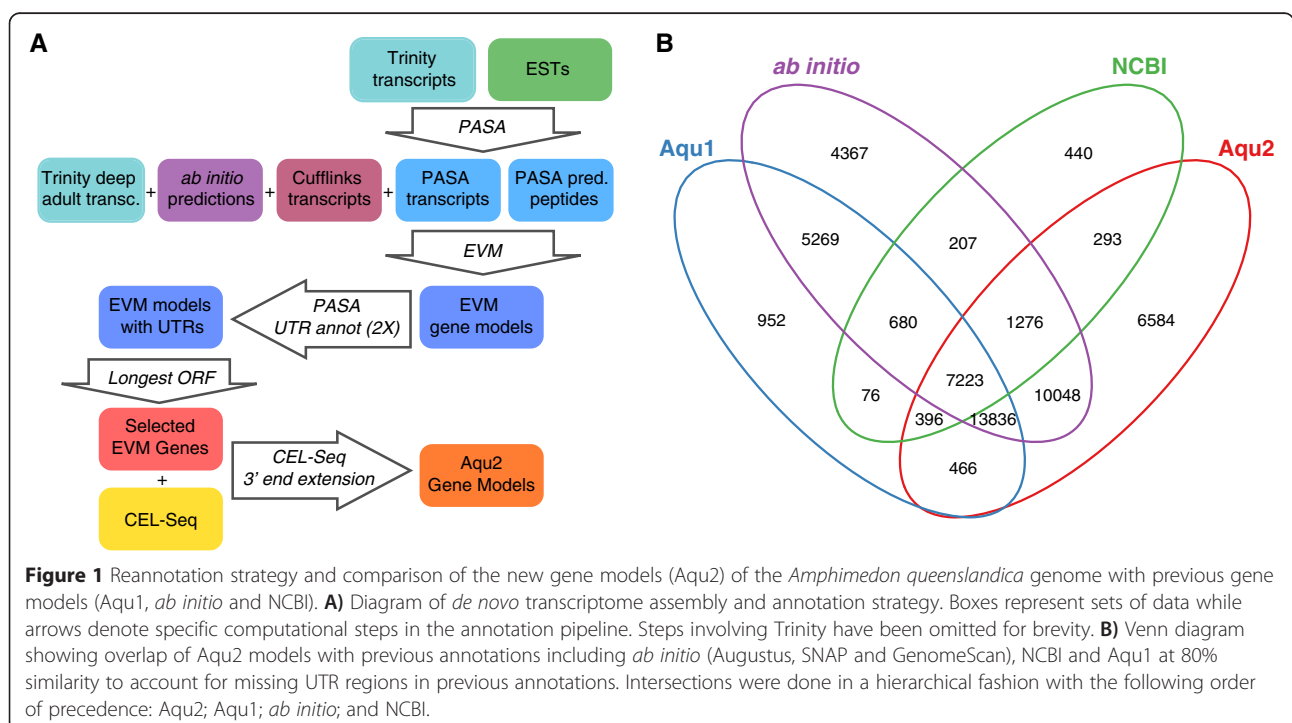 A
Trinity
transcripts
ESTs
PASA
Trinity deep
adult transc.
+
ab initio
predictions
+
Cufflinks
transcripts
+
PASA
transcripts
PASA pred.
peptides
EVM
EVM models
with UTRs
PASA
UTR annot (2X)
EVM
gene models
Longest ORF
Selected
EVM Genes
+
CEL-Seq
CEL-Seq
3' end extension
Aqu2
Gene Models
B
ab initio
NCBI
Aqu1
Aqu2
4367
440
5269
207
293
952
680
1276
6584
7223
76
10048
396
13836
466
Figure 1 Reannotation strategy and comparison of the new gene models (Aqu2) of the Amphimedon queenslandica genome with previous gene
models (Aqu1, ab initio and NCBI). A) Diagram of de novo transcriptome assembly and annotation strategy. Boxes represent sets of data while
arrows denote specific computational steps in the annotation pipeline. Steps involving Trinity have been omitted for brevity. B) Venn diagram
showing overlap of Aqu2 models with previous annotations including ab initio (Augustus, SNAP and GenomeScan), NCBI and Aqu1 at 80%
similarity to account for missing UTR regions in previous annotations. Intersections were done in a hierarchical fashion with the following order
of precedence: Aqu2; Aqu1; ab initio; and NCBI.